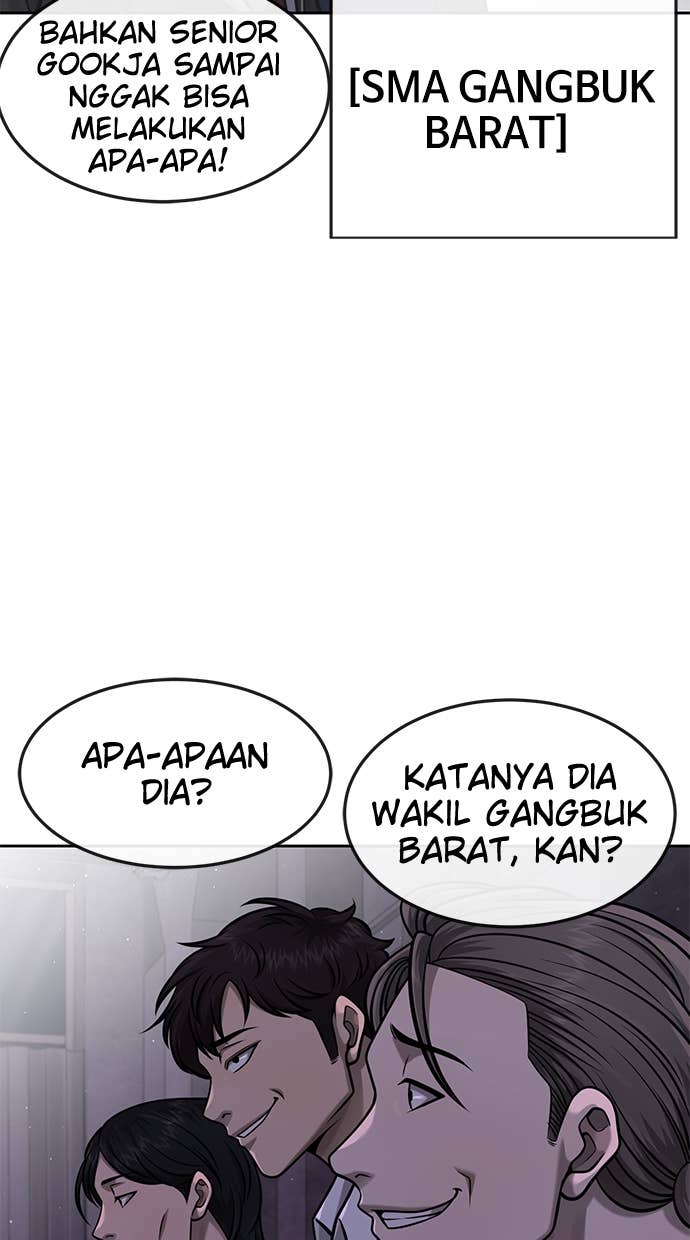 BAHKAN SENIOR
GOOKJA SAMPAI
NGGAK BISA
MELAKUKAN
APA-APA!
[SMA GANGBUK
BARAT]
APA-APAAN
DIA?
KATANYA DIA
WAKIL GANGBUK
BARAT, KAN?